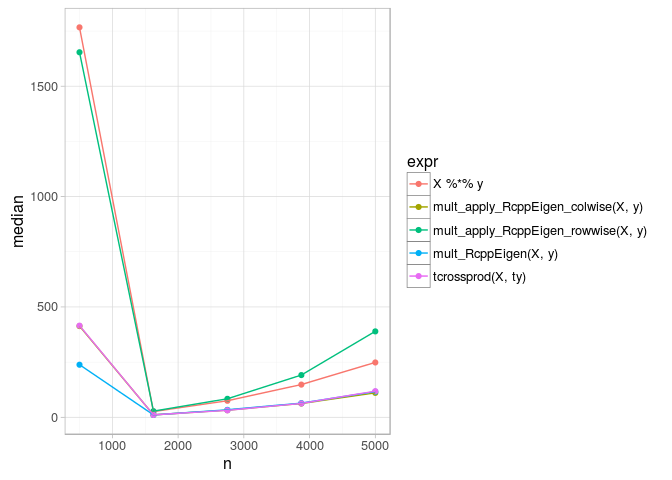 1500
1000
500
0
median
1000
2000
3000
4000
5000
n
expr
X %*% y
mult_apply_RcppEigen_colwise(X, y)
mult_apply_RcppEigen_rowwise(X, y)
mult_RcppEigen(X, y)
tcrossprod(X, ty)